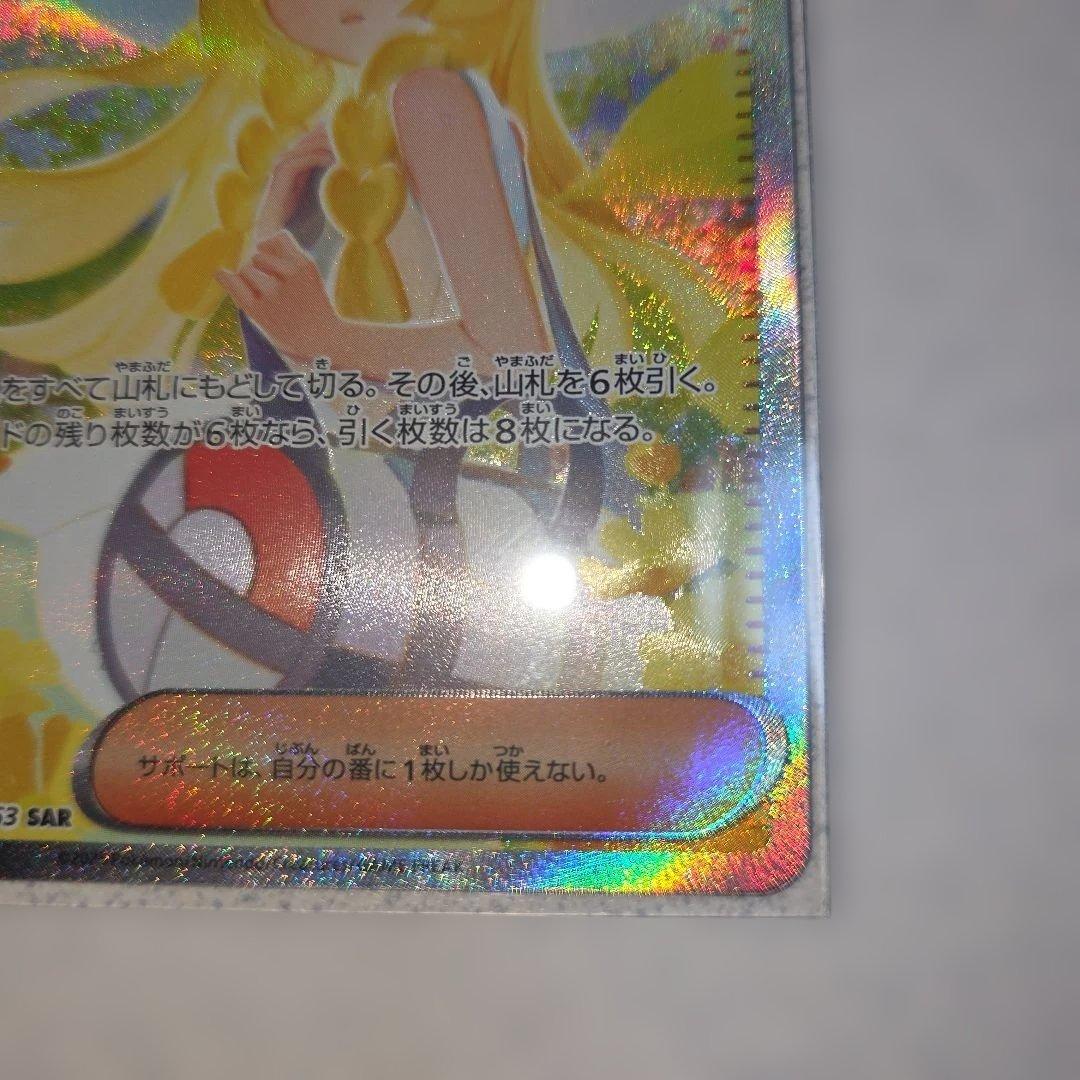 をすべて山札にもどして切る。その後、山札を6枚引く。
ドの残り枚数が6枚なら、引く枚数は8枚になる。
サポートは、自分の番に1枚しか使えない。
63 SAR